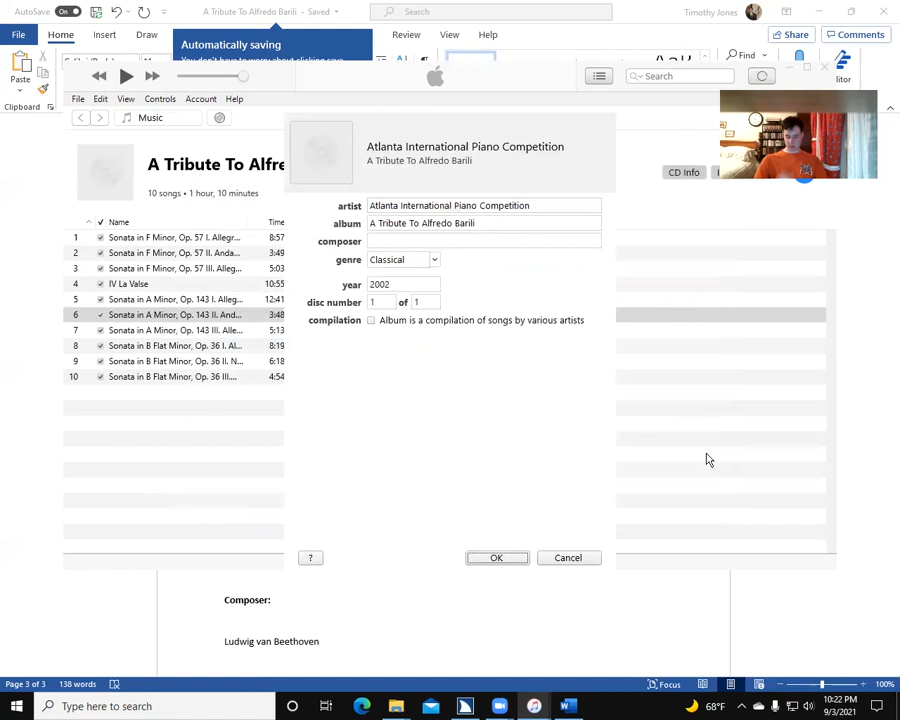 AutoSave On A Tribute To Alfredo Barili - Saved Search Timothy Jones
File Home Insert Review View Help Share Comments
Automatically saving
Paste Find
Clipboard
Search
File Edit View Controls Account Help
Music
A Tribute To Alfre
10 songs • 1 hour, 10 minutes
CD Info
Name Time
1 Sonata in F Minor, Op. 57 I. Allegr... 8:57
2 Sonata in F Minor, Op. 57 II. Anda... 3:49
3 Sonata in F Minor, Op. 57 III. Alleg... 5:03
4 IV La Valse 10:55
5 Sonata in A Minor, Op. 143 I. Alleg... 12:41
6 Sonata in A Minor, Op. 143 II. And... 3:48
7 Sonata in A Minor, Op. 143 III. Alle... 5:13
8 Sonata in B Flat Minor, Op. 36 I. Al... 8:19
9 Sonata in B Flat Minor, Op. 36 II. N... 6:18
10 Sonata in B Flat Minor, Op. 36 III.... 4:54
Atlanta International Piano Competition
A Tribute To Alfredo Barili
artist Atlanta International Piano Competition
album A Tribute To Alfredo Barili
composer
genre Classical
year 2002
disc number 1 of 1
compilation Album is a compilation of songs by various artists
? OK Cancel
Composer:
Ludwig van Beethoven
Page 3 of 3 138 words Focus 100%
Type here to search 68°F 10:22 PM
9/3/2021